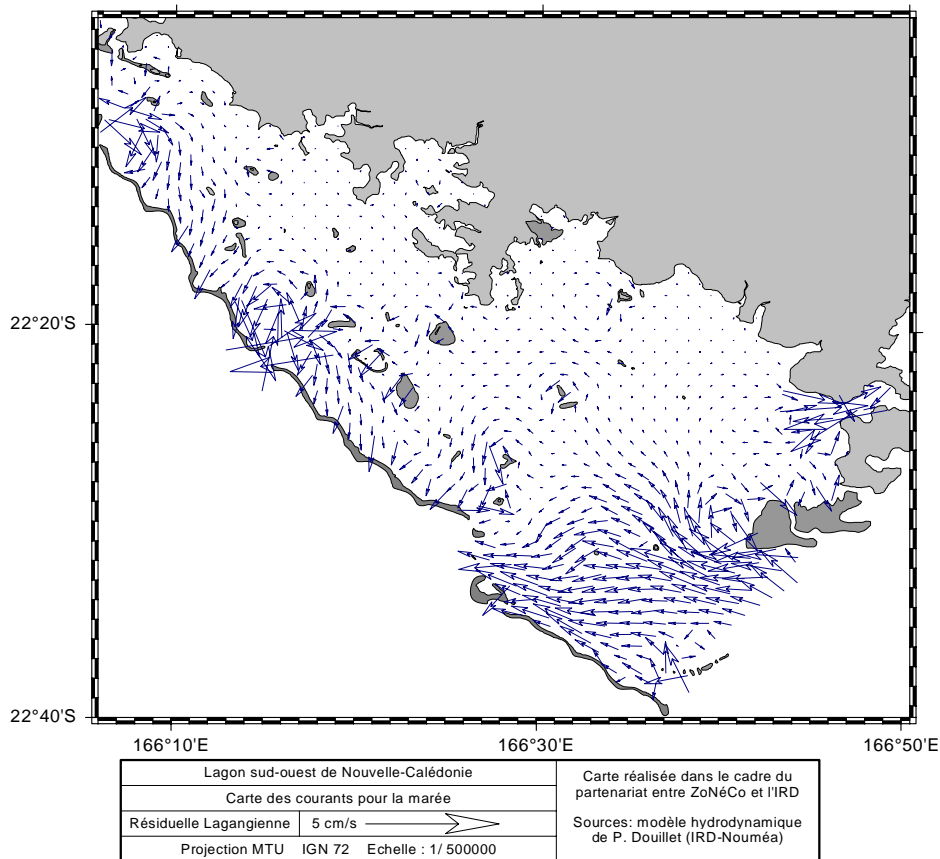 22°20'S
22°40'S
166°10'E
166°30'E
166°50'E
Lagon sud-ouest de Nouvelle-Calédonie
Carte des courants pour la marée
Résiduelle Lagangienne
5 cm/s
Projection MTU IGN 72 Echelle : 1/ 500000
Carte réalisée dans le cadre du
partenariat entre ZoNéCo et l'IRD
Sources: modèle hydrodynamique
de P. Douillet (IRD-Nouméa)